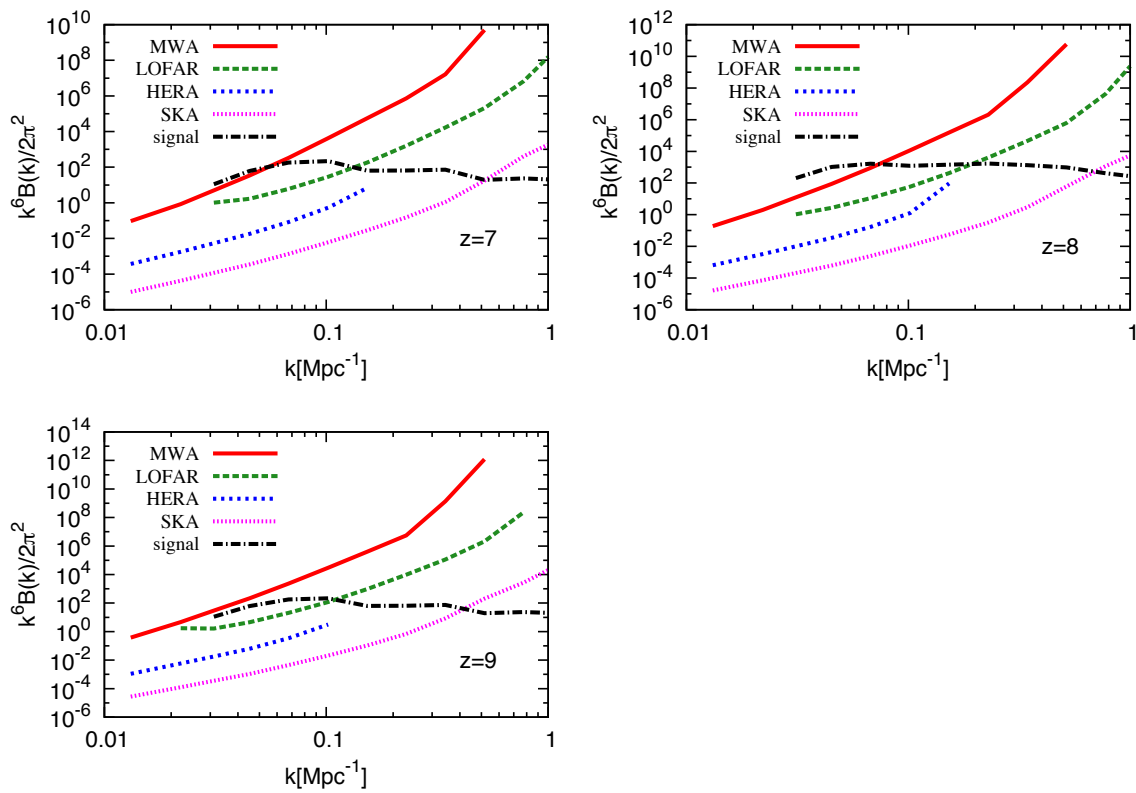 10^10
10^8
10^6
10^4
10^2
10^0
10^-2
10^-4
10^-6
k^6B(k)/2π^2
MWA
LOFAR
HERA
SKA
signal
z=7
0.01 0.1 1
k[Mpc^-1]
10^12
10^10
10^8
10^6
10^4
10^2
10^0
10^-2
10^-4
10^-6
k^6B(k)/2π^2
MWA
LOFAR
HERA
SKA
signal
z=8
0.01 0.1 1
k[Mpc^-1]
10^14
10^12
10^10
10^8
10^6
10^4
10^2
10^0
10^-2
10^-4
10^-6
k^6B(k)/2π^2
MWA
LOFAR
HERA
SKA
signal
z=9
0.01 0.1 1
k[Mpc^-1]